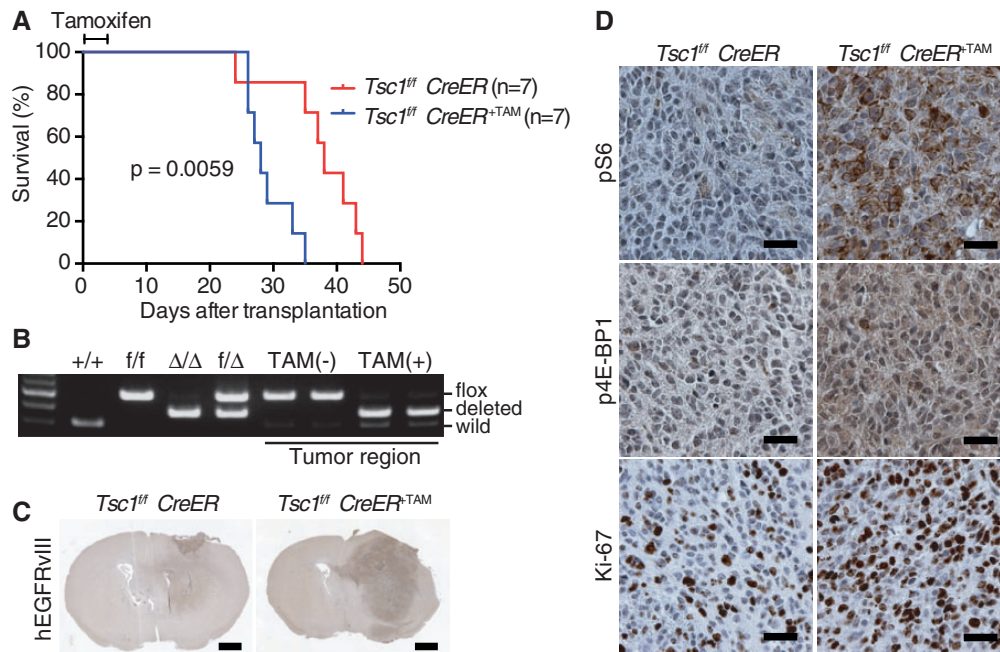 A
Tamoxifen
100
80
60
40
20
0
Survival (%)
Tsc1f/f CreER (n=7)
Tsc1f/f CreER+TAM (n=7)
p = 0.0059
0 10 20 30 40 50
Days after transplantation
B
+/+ f/f Δ/Δ f/Δ TAM(-) TAM(+)
flox
deleted
wild
Tumor region
C
Tsc1f/f CreER Tsc1f/f CreER+TAM
hEGFRvIII
D
Tsc1f/f CreER Tsc1f/f CreER+TAM
pS6
p4E-BP1
Ki-67